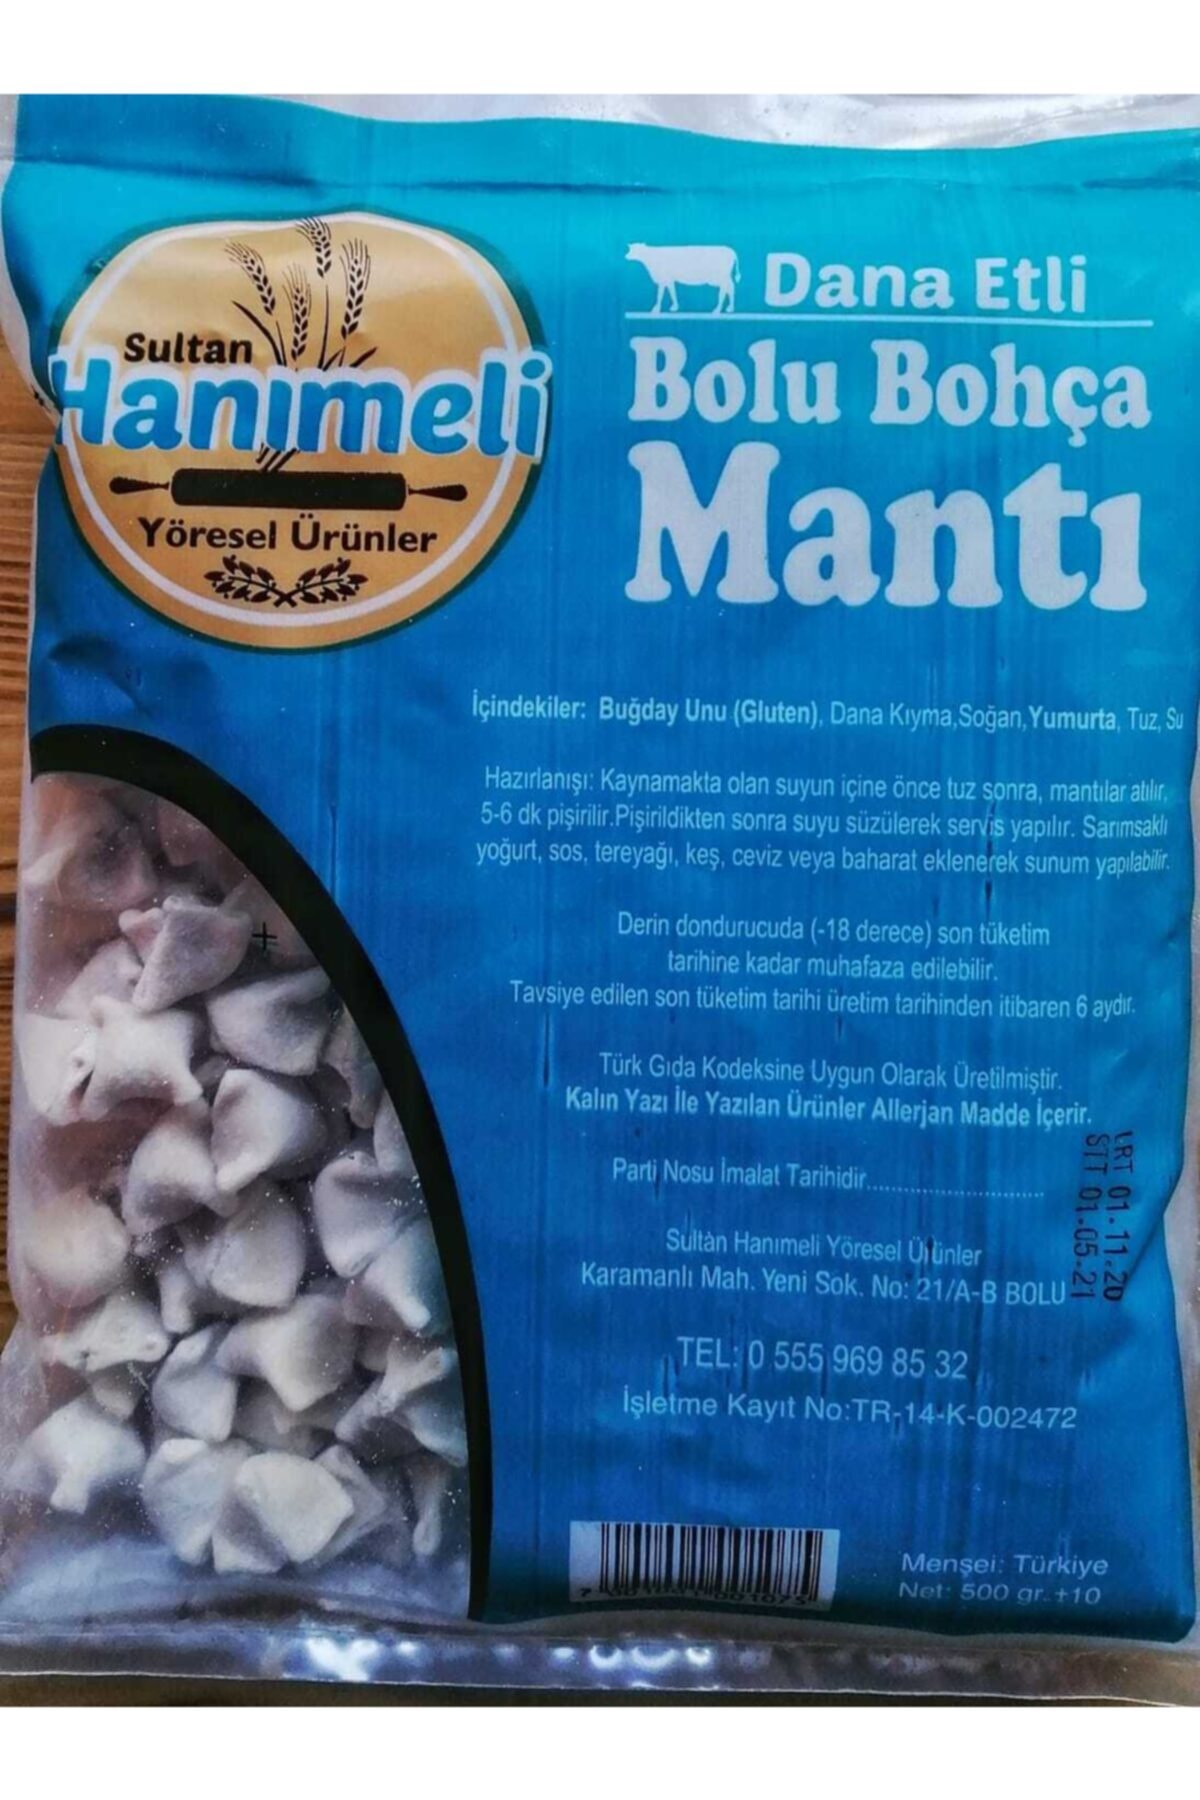 Sultan
Hanımeli
Yöresel Ürünler
Dana Etli
Bolu Bohça
Mantı
İçindekiler: Buğday Unu (Gluten), Dana Kıyma,Soğan,Yumurta, Tuz, Su
Hazırlanışı: Kaynamakta olan suyun içine önce tuz sonra, mantılar atılır,
5-6 dk pişirilir.Pişirildikten sonra suyu süzülerek servis yapılır. Sarımsaklı
yoğurt, sos, tereyağı, keş, ceviz veya baharat eklenerek sunum yapılabilir.
Derin dondurucuda (-18 derece) son tüketim
tarihine kadar muhafaza edilebilir.
Tavsiye edilen son tüketim tarihi üretim tarihinden itibaren 6 aydır.
Türk Gıda Kodeksine Uygun Olarak Üretilmiştir.
Kalın Yazı İle Yazılan Ürünler Allerjan Madde İçerir.
Parti Nosu İmalat Tarihidir..............................
ÜRT 01-11-20
STT 01-05-21
Sultan Hanımeli Yöresel Ürünler
Karamanlı Mah. Yeni Sok. No: 21/A-B BOLU
TEL: 0 555 969 85 32
İşletme Kayıt No:TR-14-K-002472
Menşei: Türkiye
Net: 500 gr.+10